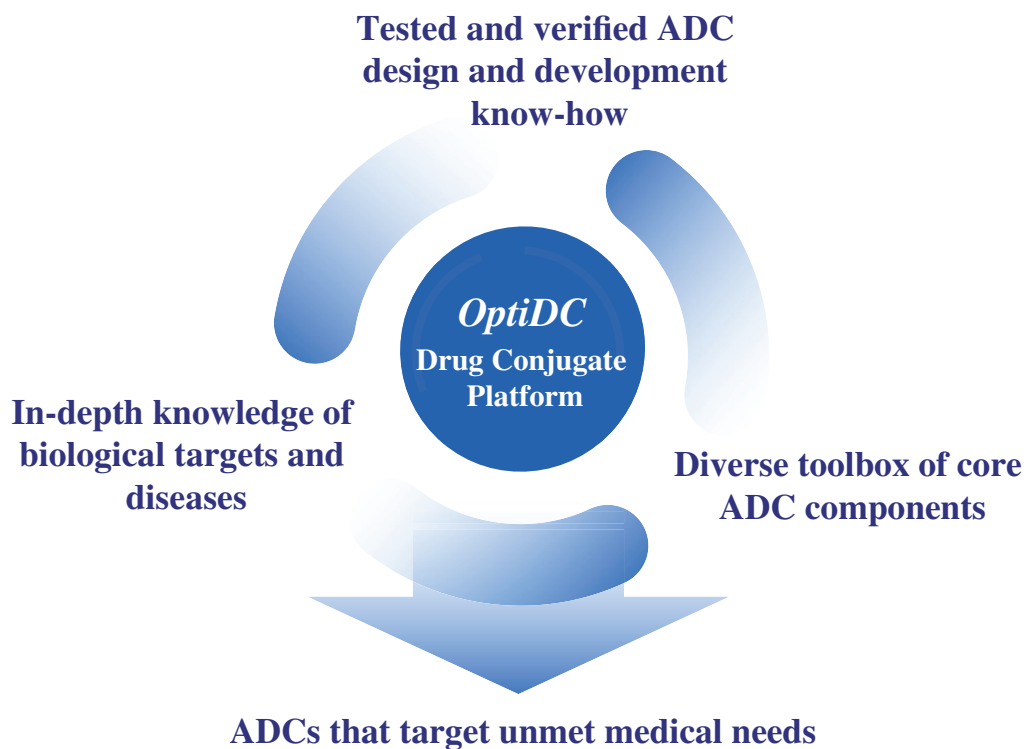 Tested and verified ADC
design and development
know-how
OptiDC
Drug Conjugate
Platform
In-depth knowledge of
biological targets and
diseases
Diverse toolbox of core
ADC components
ADCs that target unmet medical needs